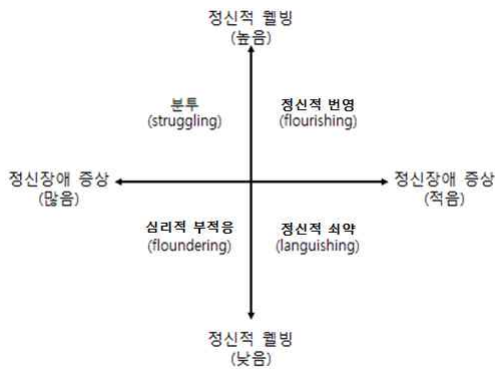 정신적 웰빙
(높음)
분투
(struggling)
정신적 번영
(flourishing)
정신장애 증상
(많음)
정신장애 증상
(적음)
심리적 부적응
(floundering)
정신적 쇠약
(languishing)
정신적 웰빙
(낮음)